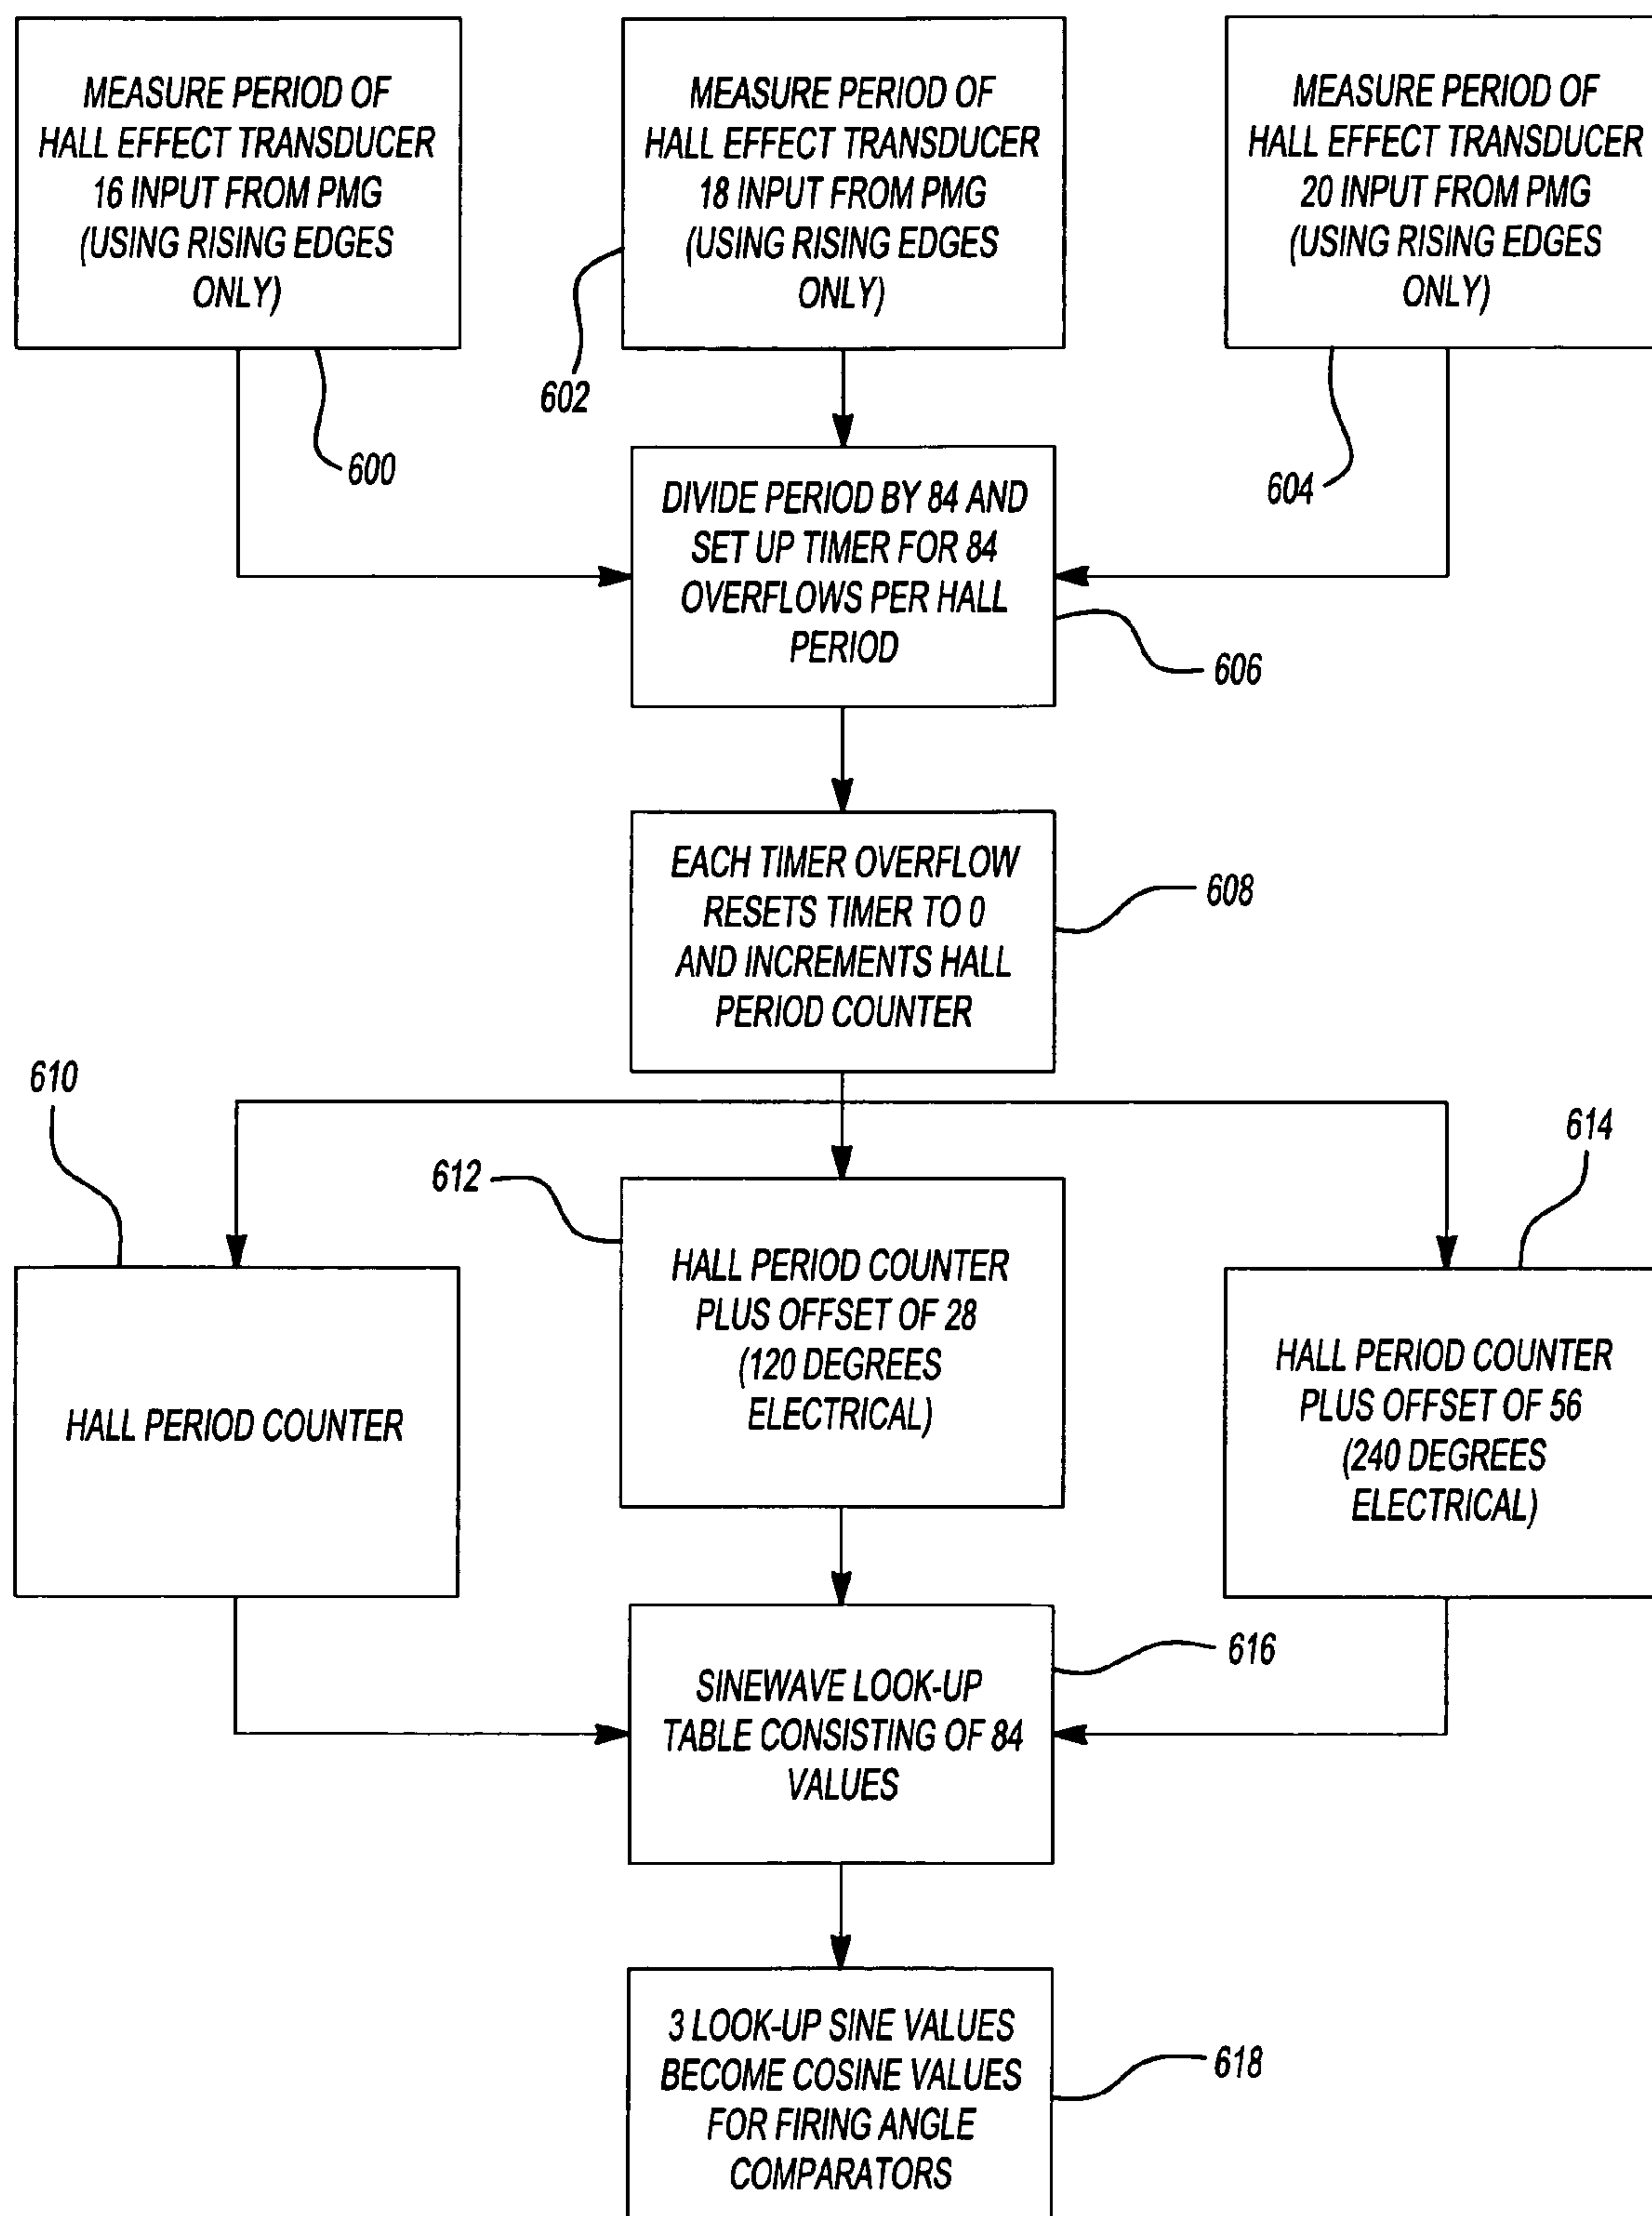 MEASURE PERIOD OF
HALL EFFECT TRANSDUCER
16 INPUT FROM PMG
(USING RISING EDGES
ONLY)
600
MEASURE PERIOD OF
HALL EFFECT TRANSDUCER
18 INPUT FROM PMG
(USING RISING EDGES
ONLY)
602
MEASURE PERIOD OF
HALL EFFECT TRANSDUCER
20 INPUT FROM PMG
(USING RISING EDGES
ONLY)
604
DIVIDE PERIOD BY 84 AND
SET UP TIMER FOR 84
OVERFLOWS PER HALL
PERIOD
606
EACH TIMER OVERFLOW
RESETS TIMER TO 0
AND INCREMENTS HALL
PERIOD COUNTER
608
610
HALL PERIOD COUNTER
612
HALL PERIOD COUNTER
PLUS OFFSET OF 28
(120 DEGREES
ELECTRICAL)
614
HALL PERIOD COUNTER
PLUS OFFSET OF 56
(240 DEGREES
ELECTRICAL)
SINEWAVE LOOK-UP
TABLE CONSISTING OF 84
VALUES
616
3 LOOK-UP SINE VALUES
BECOME COSINE VALUES
FOR FIRING ANGLE
COMPARATORS
618